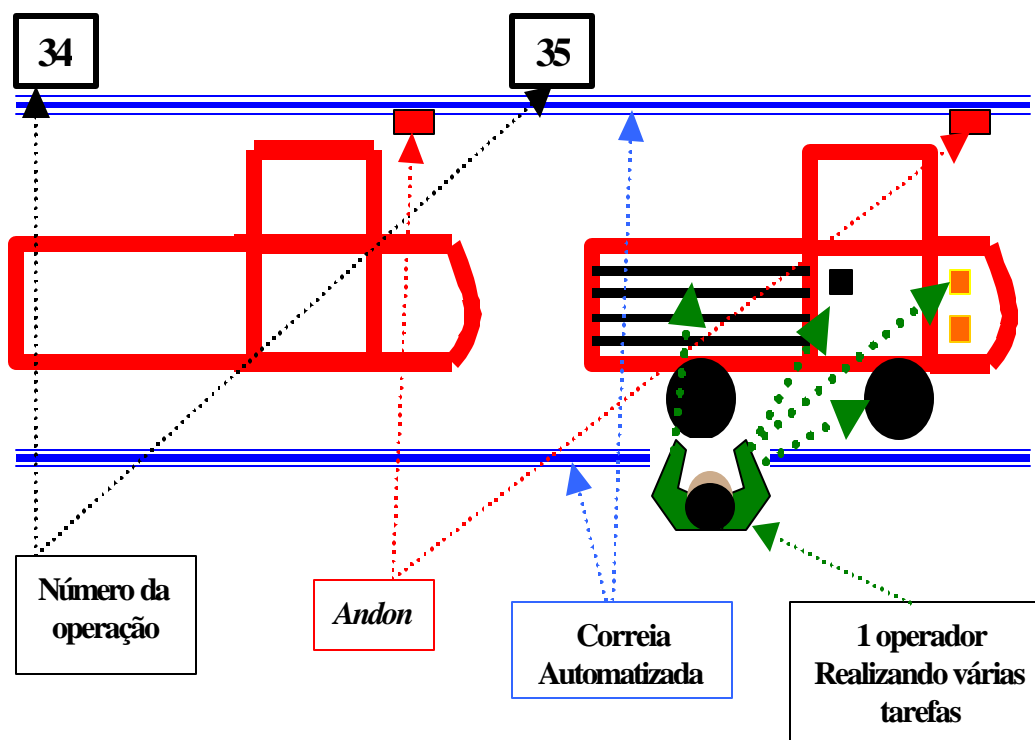 34
35
Número da
operação
Andon
Correia
Automatizada
1 operador
Realizando várias
tarefas